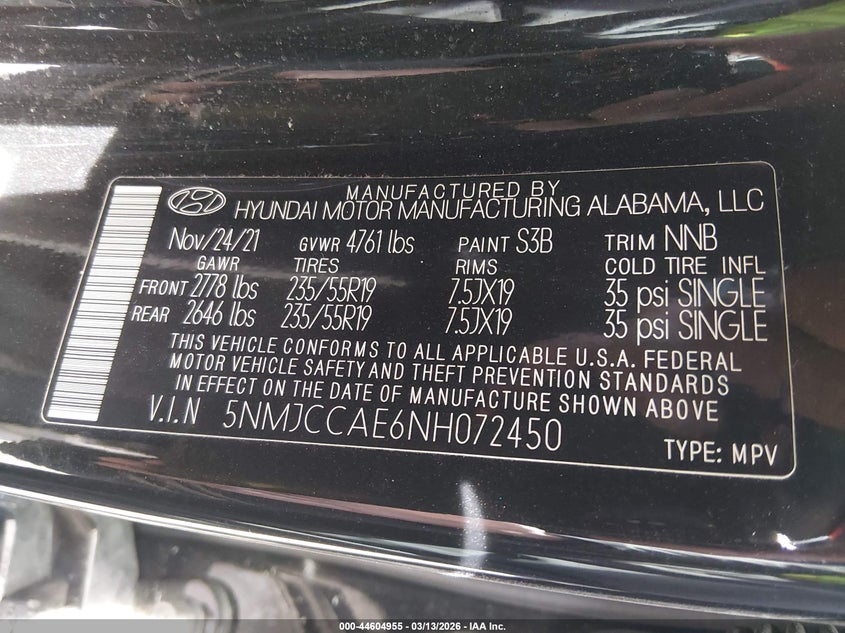 MANUFACTURED BY
HYUNDAI MOTOR MANUFACTURING ALABAMA, LLC
Nov/24/21 GVWR 4761 lbs PAINT S3B TRIM NNB
GAWR TIRES RIMS COLD TIRE INFL
FRONT 2778 lbs 235/55R19 7.5JX19 35 psi SINGLE
REAR 2646 lbs 235/55R19 7.5JX19 35 psi SINGLE
THIS VEHICLE CONFORMS TO ALL APPLICABLE U.S.A. FEDERAL
MOTOR VEHICLE SAFETY AND THEFT PREVENTION STANDARDS
IN EFFECT ON THE DATE OF MANUFACTURE SHOWN ABOVE
V.I.N 5NMJCCAE6NH072450
TYPE: MPV
000-44604955 - 03/13/2026 - IAA Inc.